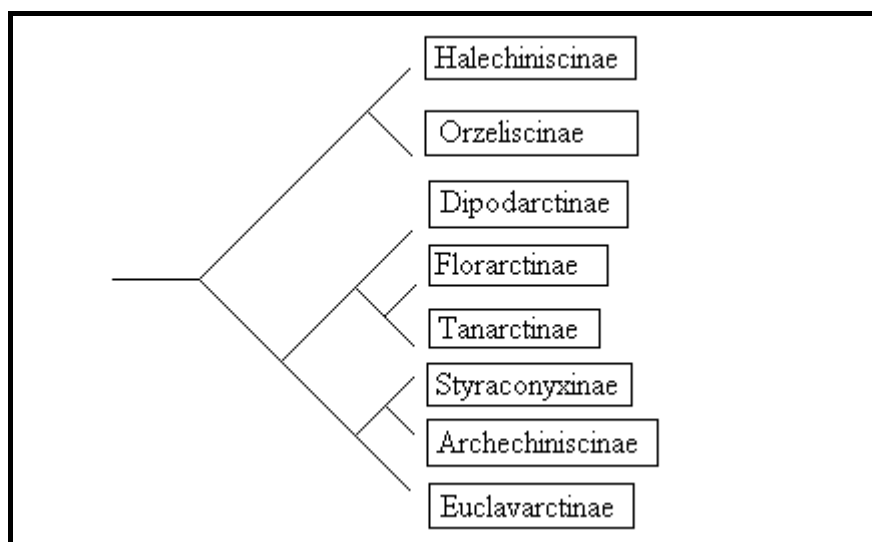 Halechiniscinae
Orzeliscinae
Dipodarctinae
Florarctinae
Tanarctinae
Styraconyxinae
Archechiniscinae
Euclavarctinae